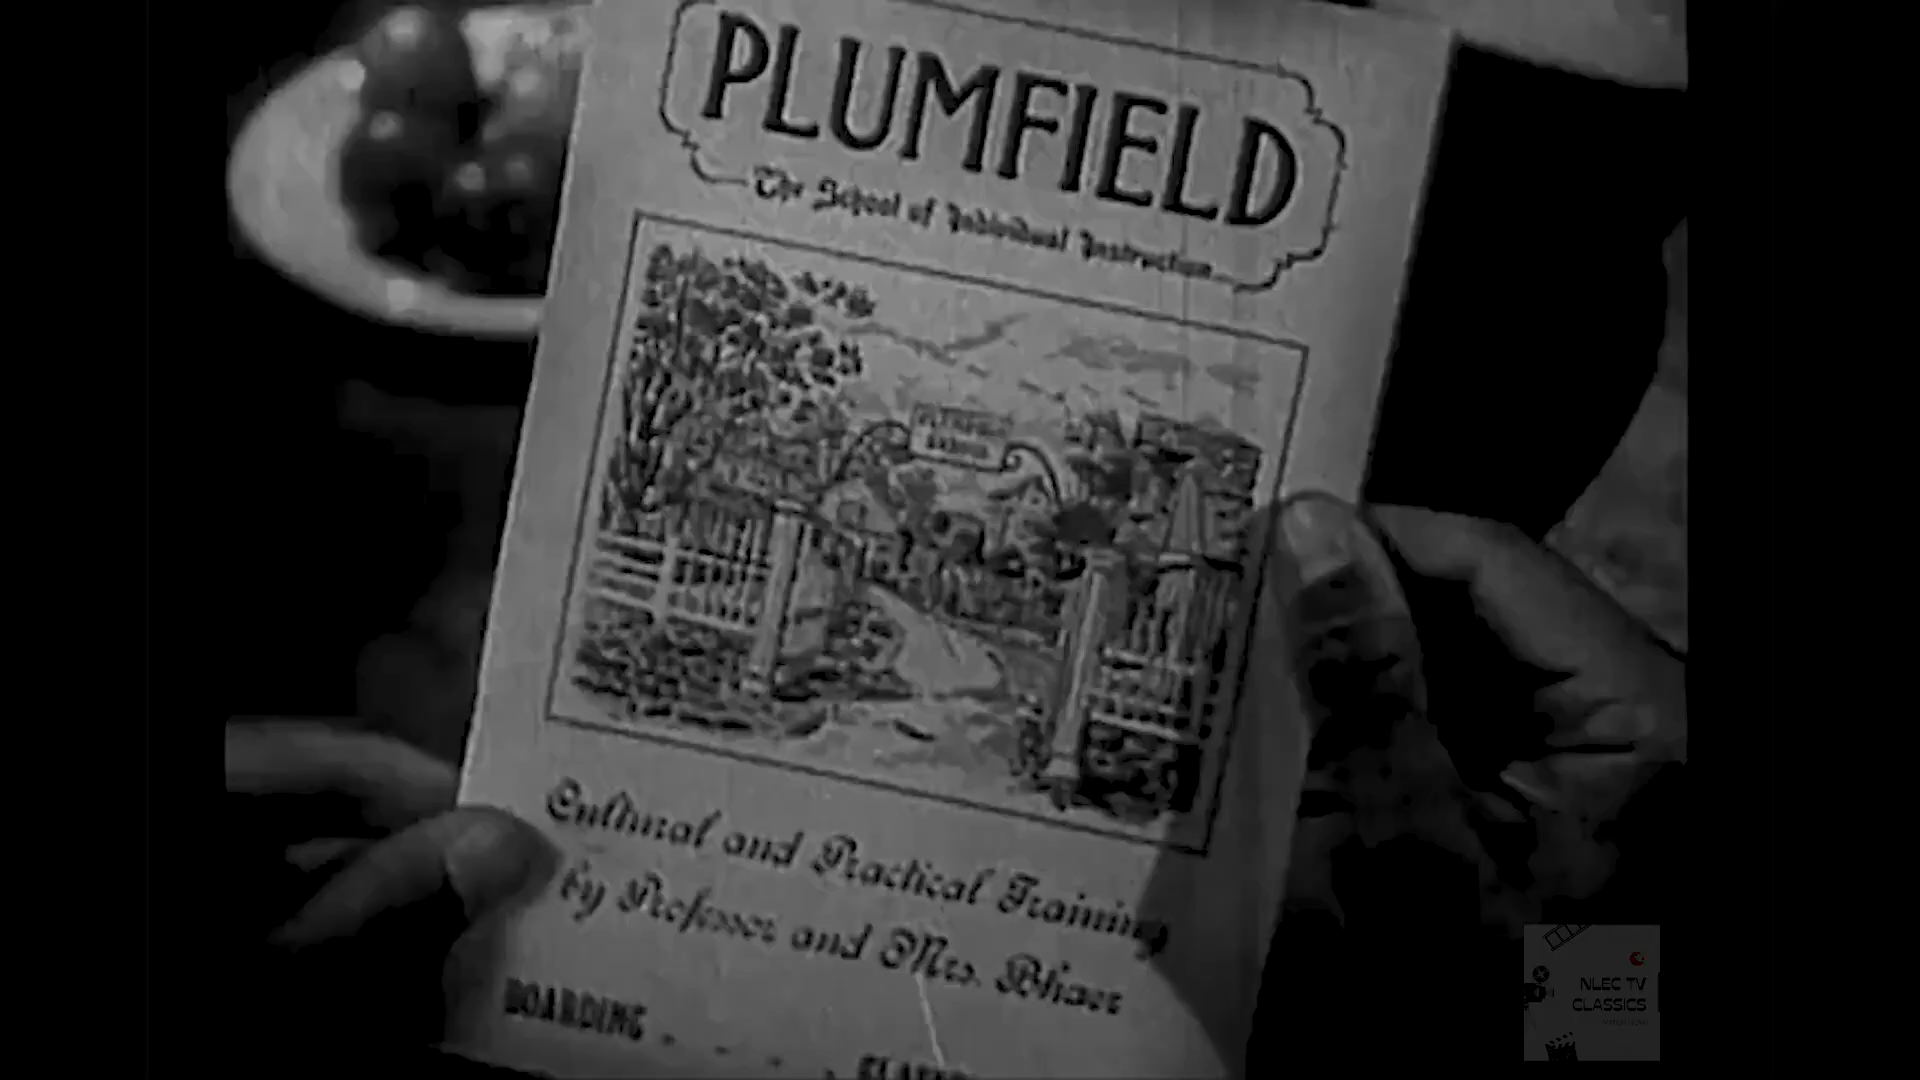 PLUMFIELD
The School of Individual Instruction
PLUMFIELD
Cultural and Practical Training
by Professor and Mrs. Bhaer
BOARDING
NLEC TV
CLASSICS